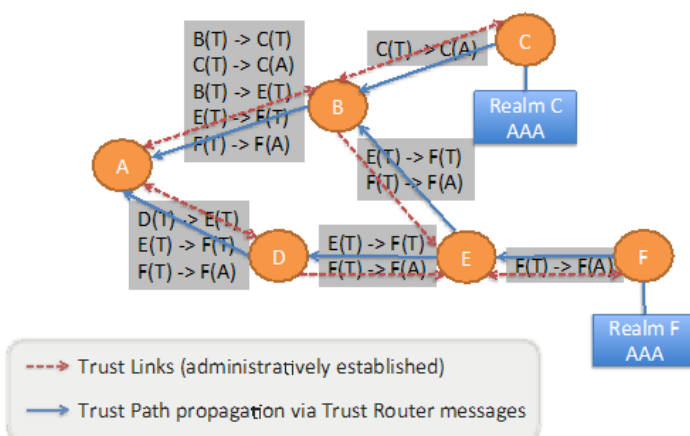 B(T) -> C(T)
C(T) -> C(A)
B(T) -> E(T)
E(T) -> F(T)
F(T) -> F(A)
C(T) -> C(A)
C
Realm C
AAA
B
A
E(T) -> F(T)
F(T) -> F(A)
D(T) -> E(T)
E(T) -> F(T)
F(T) -> F(A)
D
E(T) -> F(T)
F(T) -> F(A)
E
F(T) -> F(A)
F
Realm F
AAA
Trust Links (administratively established)
Trust Path propagation via Trust Router messages